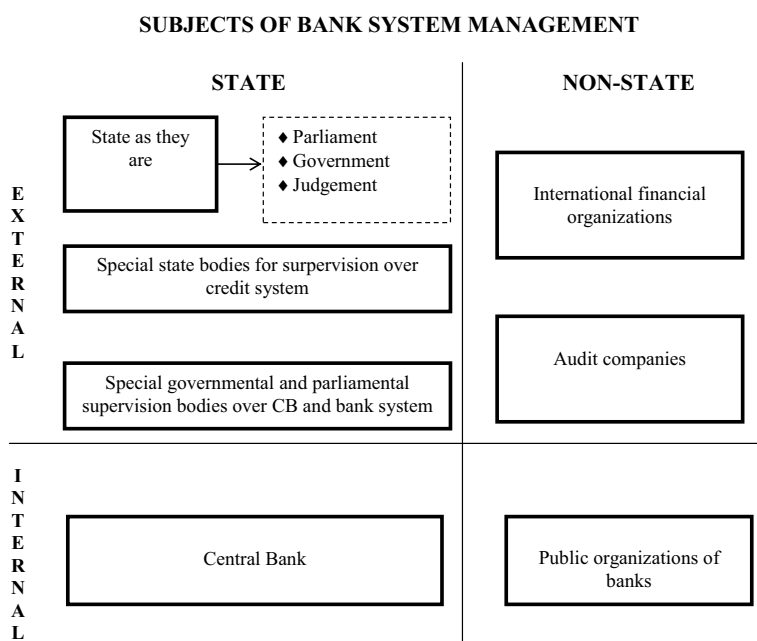 SUBJECTS OF BANK SYSTEM MANAGEMENT
STATE
NON-STATE
EXTERNAL
State as they
are
♦ Parliament
♦ Government
♦ Judgement
International financial
organizations
Special state bodies for surpervision over
credit system
Audit companies
Special governmental and parliamental
supervision bodies over CB and bank system
INTERNAL
Central Bank
Public organizations of
banks